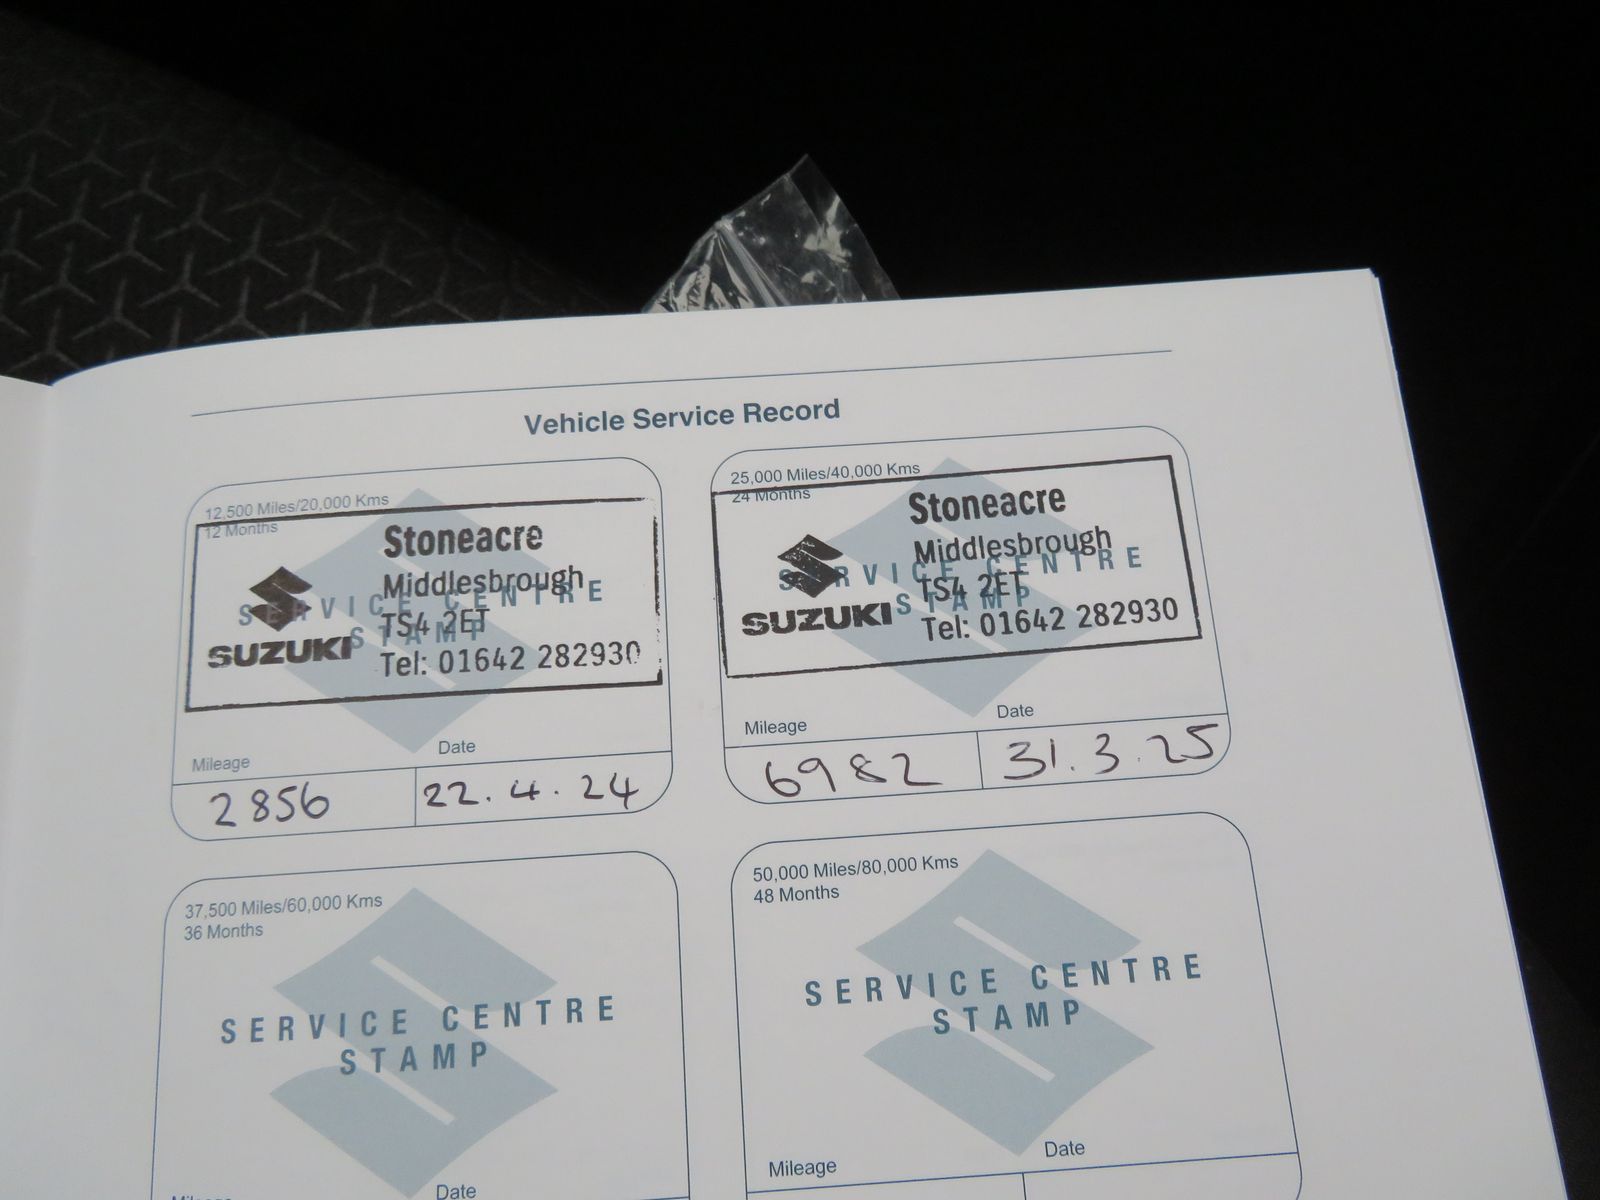 Vehicle Service Record
12,500 Miles/20,000 Kms
12 Months
SERVICE CENTRE
STAMP
Stoneacre
Middlesbrough
TS4 2ET
SUZUKI
Tel: 01642 282930
Mileage
Date
2856
22.4.24
25,000 Miles/40,000 Kms
24 Months
SERVICE CENTRE
STAMP
Stoneacre
Middlesbrough
TS4 2ET
SUZUKI
Tel: 01642 282930
Mileage
Date
6982
31.3.25
37,500 Miles/60,000 Kms
36 Months
SERVICE CENTRE
STAMP
Mileage
Date
50,000 Miles/80,000 Kms
48 Months
SERVICE CENTRE
STAMP
Mileage
Date